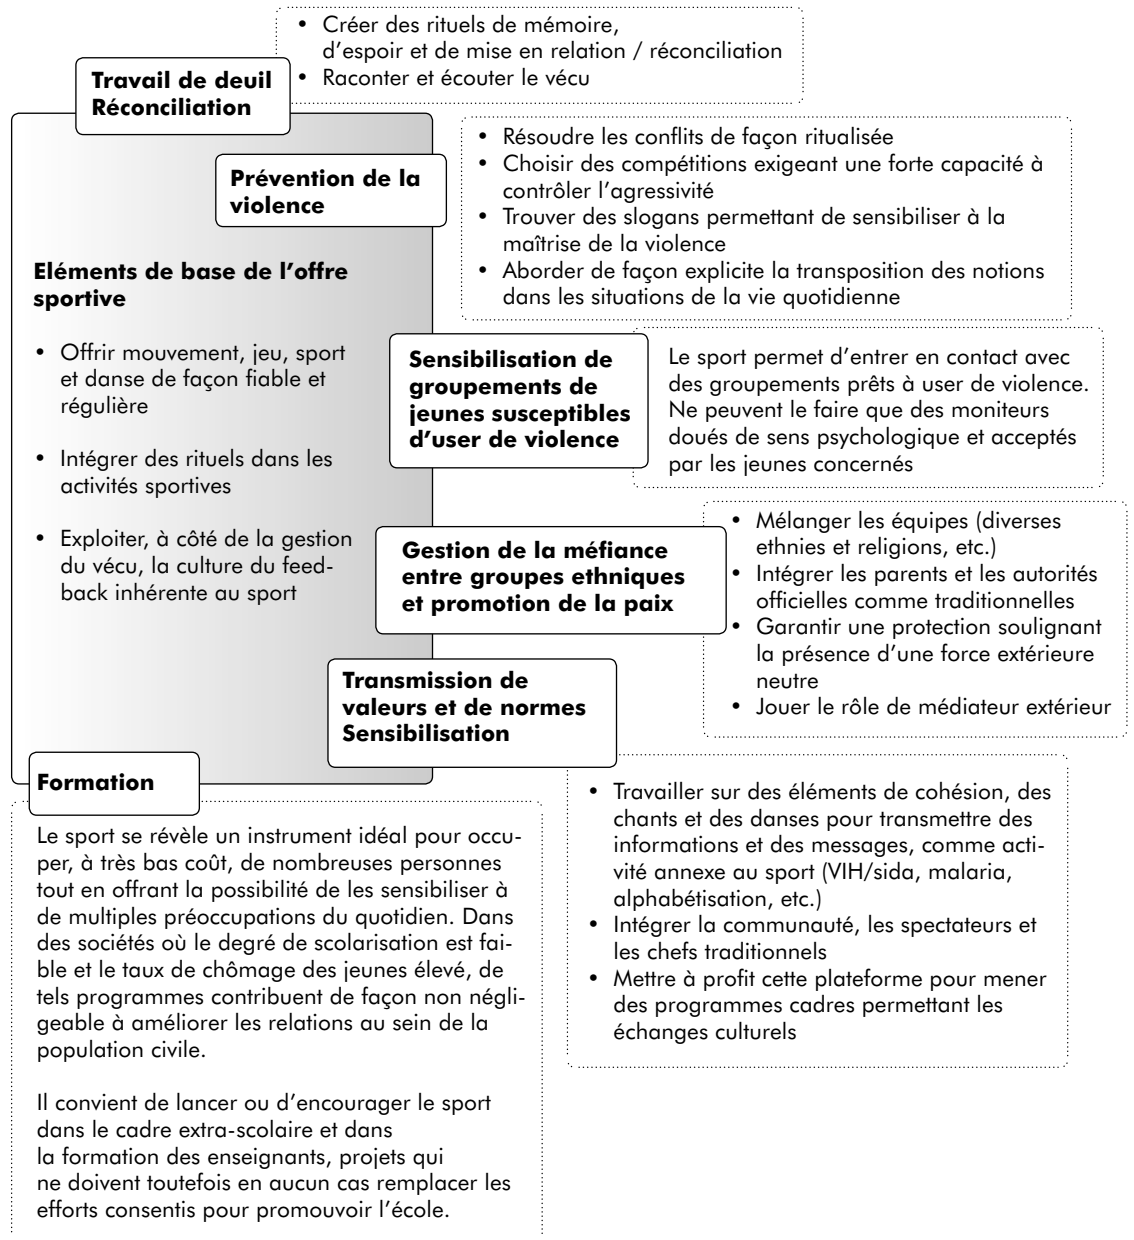 • Créer des rituels de mémoire,
d'espoir et de mise en relation / réconciliation
• Raconter et écouter le vécu
Travail de deuil
Réconciliation
Prévention de la
violence
• Résoudre les conflits de façon ritualisée
• Choisir des compétitions exigeant une forte capacité à
contrôler l'agressivité
• Trouver des slogans permettant de sensibiliser à la
maîtrise de la violence
• Aborder de façon explicite la transposition des notions
dans les situations de la vie quotidienne
Eléments de base de l'offre
sportive
• Offrir mouvement, jeu, sport
et danse de façon fiable et
régulière
• Intégrer des rituels dans les
activités sportives
• Exploiter, à côté de la gestion
du vécu, la culture du feed-
back inhérente au sport
Sensibilisation de
groupements de
jeunes susceptibles
d'user de violence
Le sport permet d'entrer en contact avec
des groupements prêts à user de violence.
Ne peuvent le faire que des moniteurs
doués de sens psychologique et acceptés
par les jeunes concernés
Gestion de la méfiance
entre groupes ethniques
et promotion de la paix
• Mélanger les équipes (diverses
ethnies et religions, etc.)
• Intégrer les parents et les autorités
officielles comme traditionnelles
• Garantir une protection soulignant
la présence d'une force extérieure
neutre
• Jouer le rôle de médiateur extérieur
Transmission de
valeurs et de normes
Sensibilisation
• Travailler sur des éléments de cohésion, des
chants et des danses pour transmettre des
informations et des messages, comme acti-
vité annexe au sport (VIH/sida, malaria,
alphabétisation, etc.)
• Intégrer la communauté, les spectateurs et
les chefs traditionnels
• Mettre à profit cette plateforme pour mener
des programmes cadres permettant les
échanges culturels
Formation
Le sport se révèle un instrument idéal pour occu-
per, à très bas coût, de nombreuses personnes
tout en offrant la possibilité de les sensibiliser à
de multiples préoccupations du quotidien. Dans
des sociétés où le degré de scolarisation est fai-
ble et le taux de chômage des jeunes élevé, de
tels programmes contribuent de façon non négli-
geable à améliorer les relations au sein de la
population civile.
Il convient de lancer ou d'encourager le sport
dans le cadre extra-scolaire et dans
la formation des enseignants, projets qui
ne doivent toutefois en aucun cas remplacer les
efforts consentis pour promouvoir l'école.